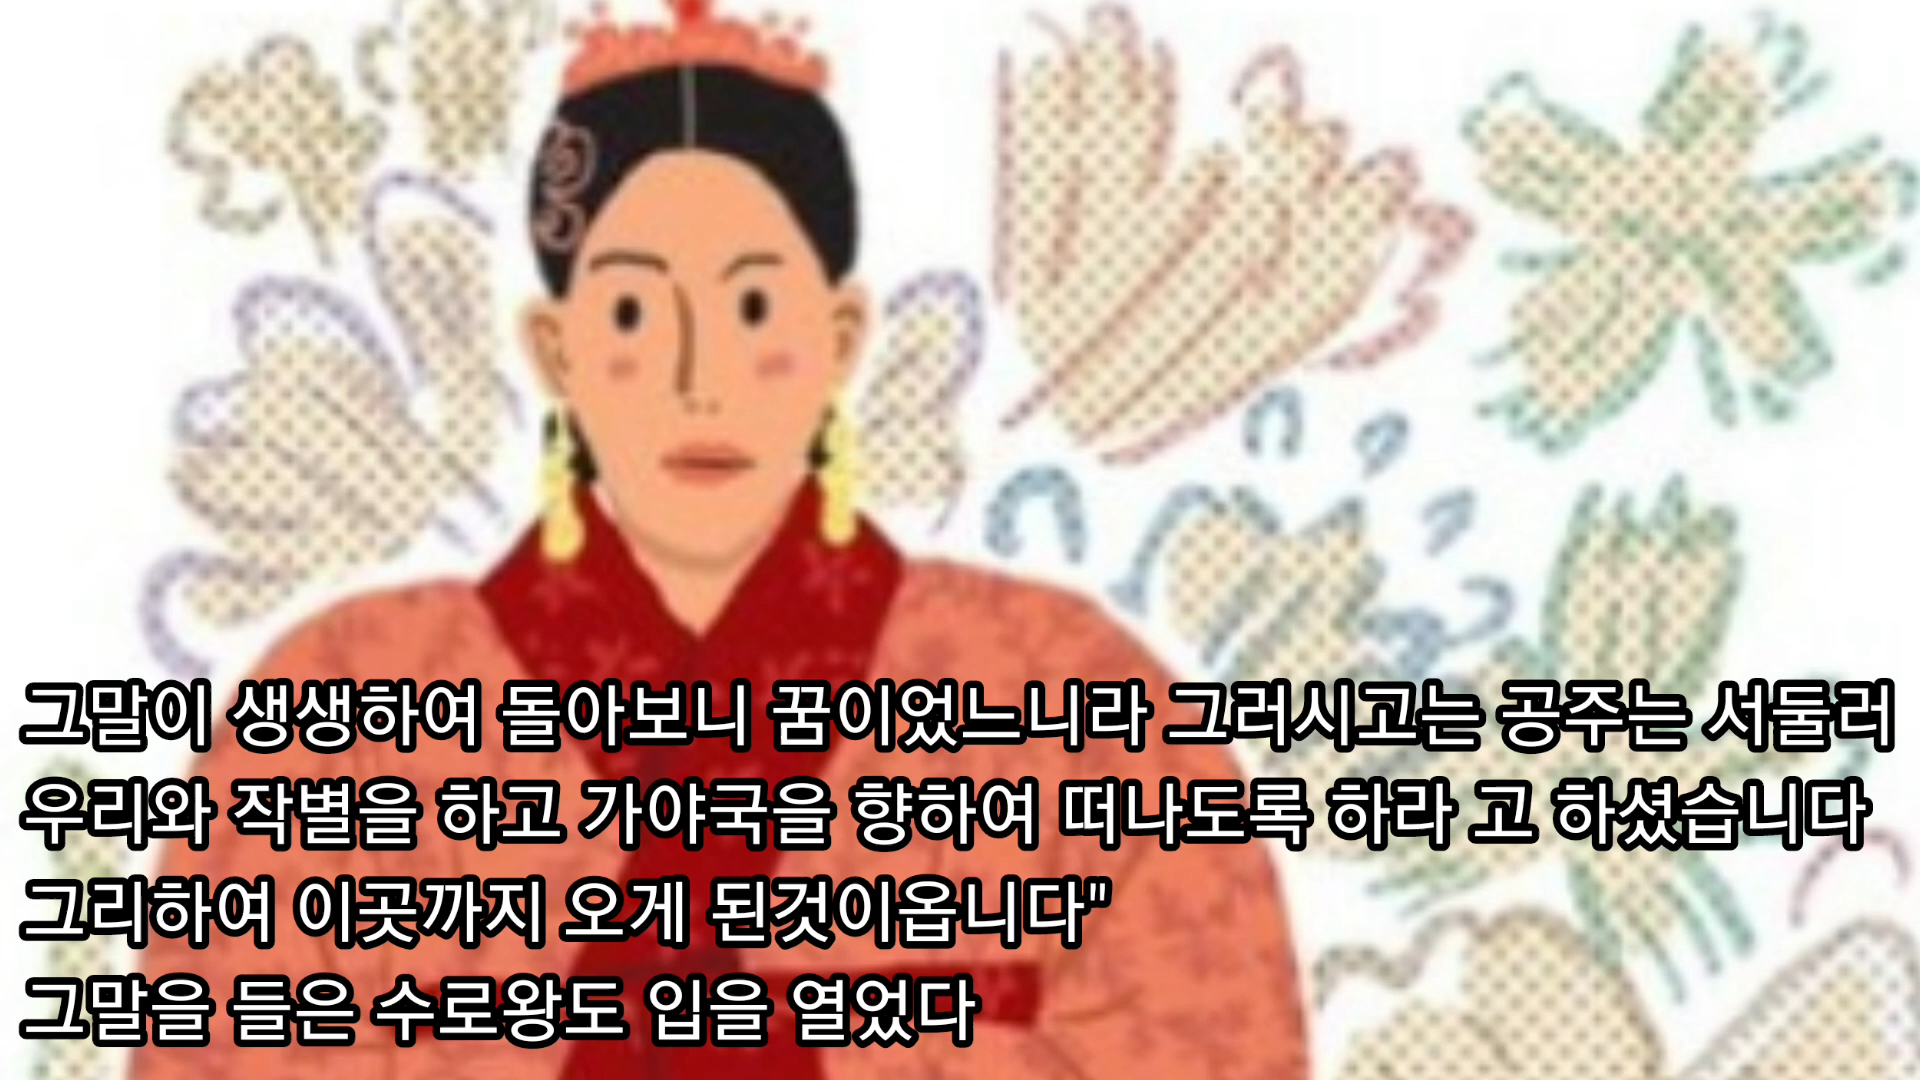 그말이 생생하여 돌아보니 꿈이었느니라 그러시고는 공주는 서둘러
우리와 작별을 하고 가야국을 향하여 떠나도록 하라 고 하셨습니다
그리하여 이곳까지 오게 된것이옵니다"
그말을 들은 수로왕도 입을 열었다